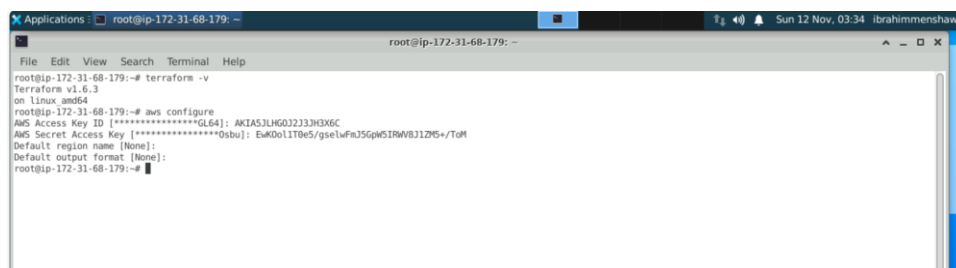 Applications : root@ip-172-31-68-179: ~ Sun 12 Nov, 03:34 ibrahimmenshaw
root@ip-172-31-68-179: ~
File Edit View Search Terminal Help
root@ip-172-31-68-179:~# terraform -v
Terraform v1.6.3
on linux_amd64
root@ip-172-31-68-179:~# aws configure
AWS Access Key ID [****************GL64]:
AWS Secret Access Key [****************Osbu]:
Default region name [None]:
Default output format [None]:
root@ip-172-31-68-179:~#